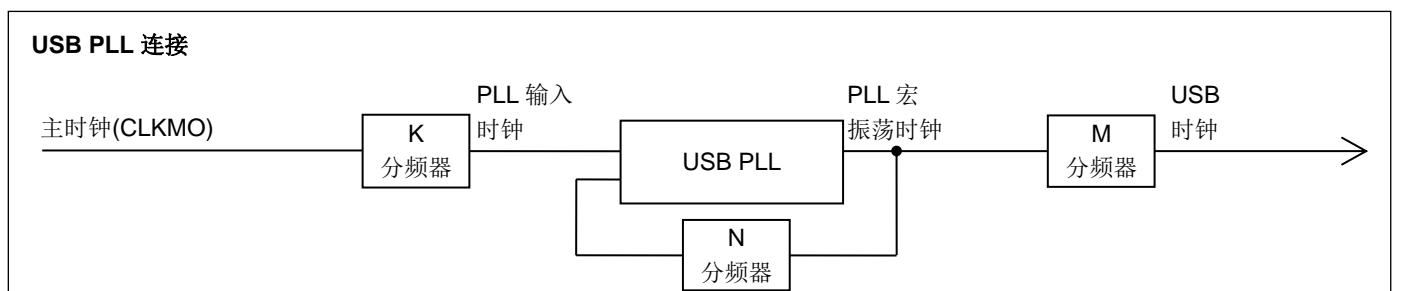 USB PLL 连接
主时钟(CLKMO)
K
分频器
PLL 输入
时钟
USB PLL
N
分频器
PLL 宏
振荡时钟
M
分频器
USB
时钟